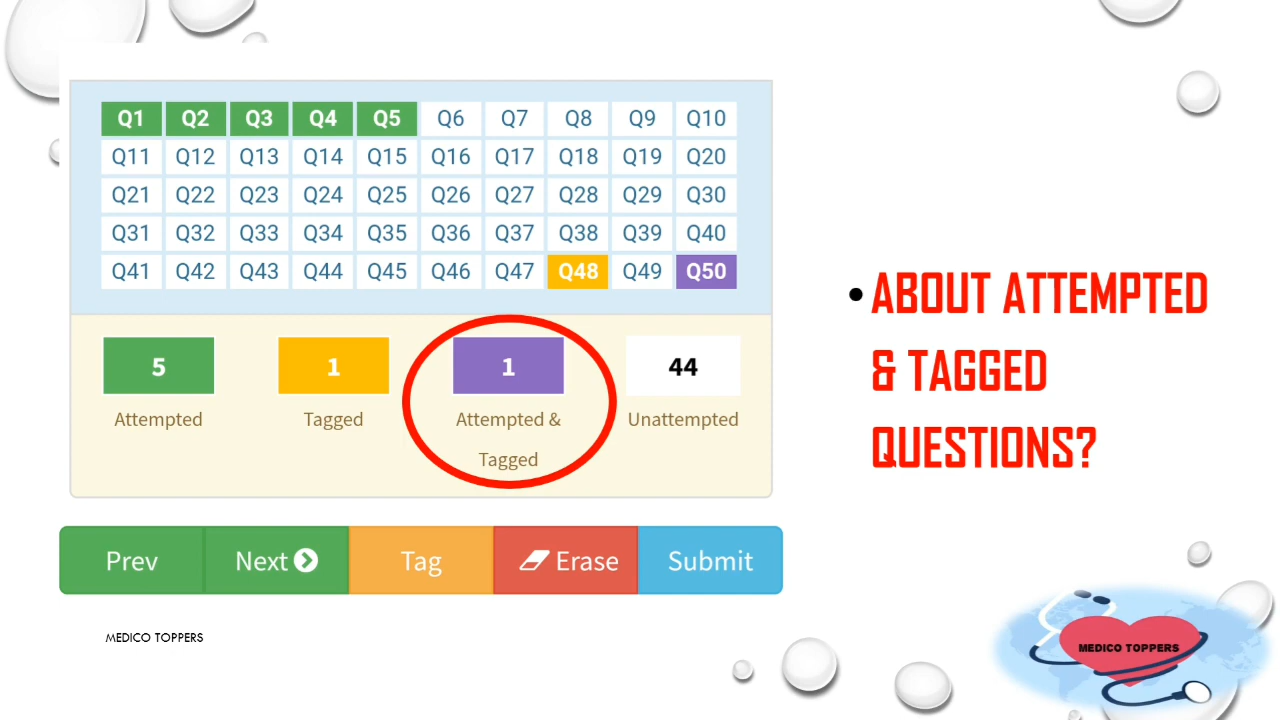 Q1 Q2 Q3 Q4 Q5 Q6 Q7 Q8 Q9 Q10
Q11 Q12 Q13 Q14 Q15 Q16 Q17 Q18 Q19 Q20
Q21 Q22 Q23 Q24 Q25 Q26 Q27 Q28 Q29 Q30
Q31 Q32 Q33 Q34 Q35 Q36 Q37 Q38 Q39 Q40
Q41 Q42 Q43 Q44 Q45 Q46 Q47 Q48 Q49 Q50
5 1 1 44
Attempted Tagged Attempted & Unattempted
Tagged
Prev Next Tag Erase Submit
MEDICO TOPPERS
• ABOUT ATTEMPTED
& TAGGED
QUESTIONS?
MEDICO TOPPERS